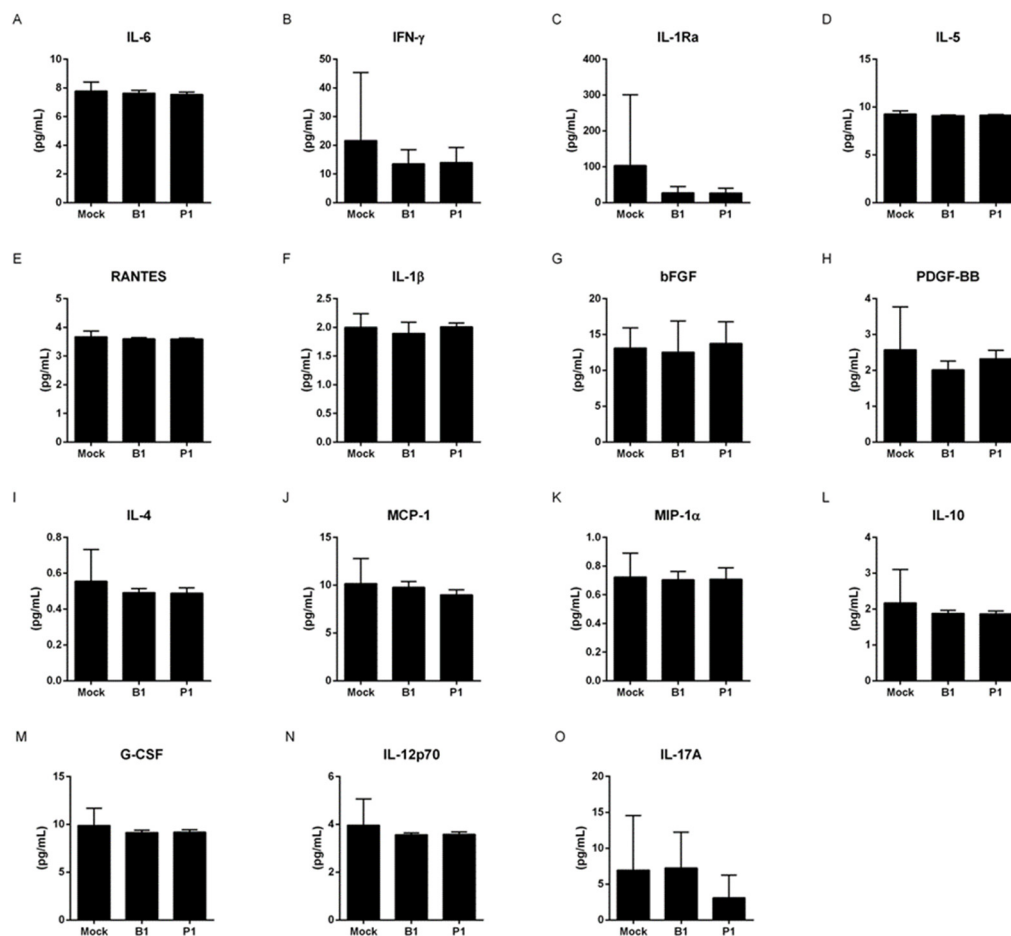 A B C D
IL-6 IFN-γ IL-1Ra IL-5
10 50 400 15
8 40 300 10
6 30 200 5
4 20 100 0
2 10 0
0 0
(pg/mL) (pg/mL) (pg/mL) (pg/mL)
Mock B1 P1 Mock B1 P1 Mock B1 P1 Mock B1 P1
E F G H
RANTES IL-1β bFGF PDGF-BB
5 2.5 20 4
4 2.0 15 3
3 1.5 10 2
2 1.0 5 1
1 0.5 0 0
0 0.0
(pg/mL) (pg/mL) (pg/mL) (pg/mL)
Mock B1 P1 Mock B1 P1 Mock B1 P1 Mock B1 P1
I J K L
IL-4 MCP-1 MIP-1α IL-10
0.8 15 1.0 4
0.6 10 0.8 3
0.4 5 0.6 2
0.2 0 0.4 1
0.0 0.2 0
0.0
(pg/mL) (pg/mL) (pg/mL) (pg/mL)
Mock B1 P1 Mock B1 P1 Mock B1 P1 Mock B1 P1
M N O
G-CSF IL-12p70 IL-17A
15 6 20
10 4 15
5 2 10
0 0 5
0
(pg/mL) (pg/mL) (pg/mL)
Mock B1 P1 Mock B1 P1 Mock B1 P1